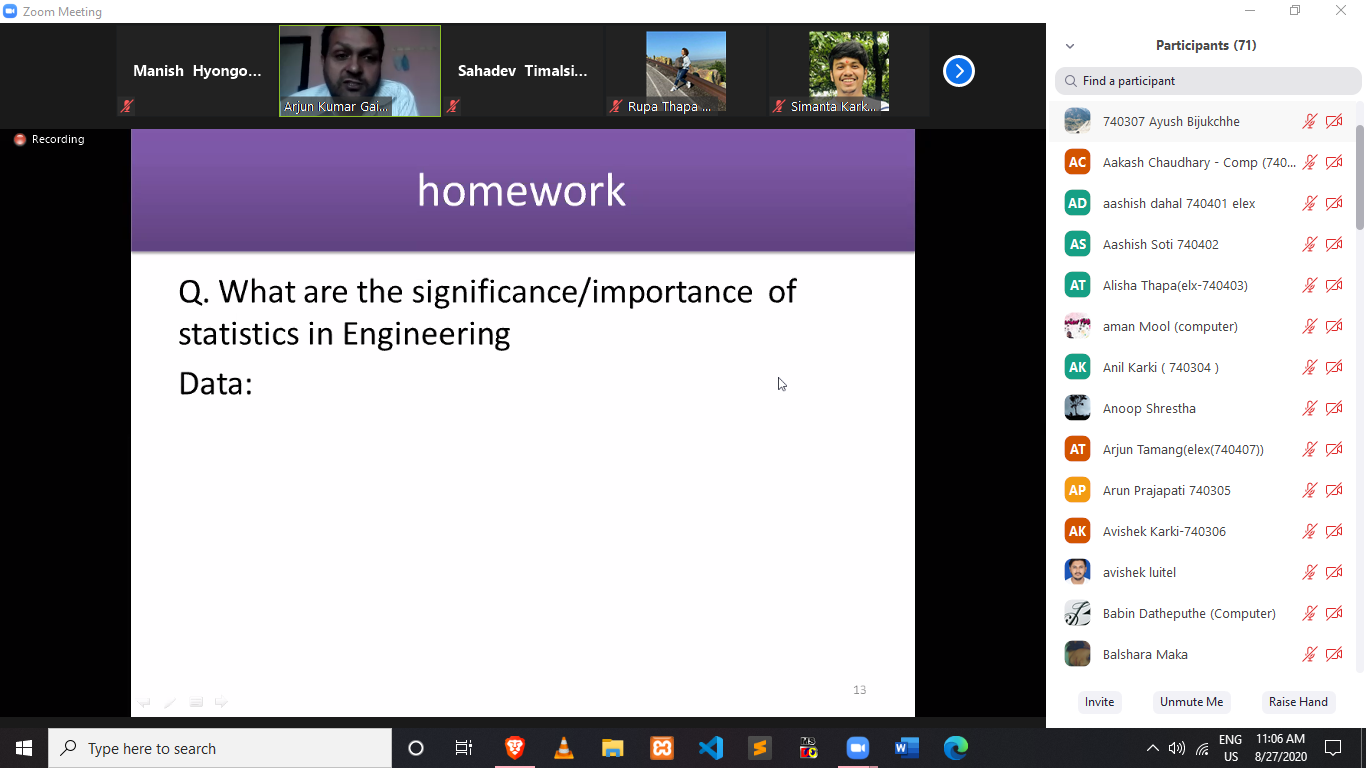 Zoom Meeting
Manish Hyongo...
Arjun Kumar Gai...
Sahadev Timalsi...
Rupa Thapa ...
Simanta Kark...
Recording
homework
Q. What are the significance/importance of
statistics in Engineering
Data:
13
Participants (71)
Find a participant
740307 Ayush Bijukchhe
AC Aakash Chaudhary - Comp (740...
AD aashish dahal 740401 elex
AS Aashish Soti 740402
AT Alisha Thapa(elx-740403)
aman Mool (computer)
AK Anil Karki ( 740304 )
Anoop Shrestha
AT Arjun Tamang(elex(740407))
AP Arun Prajapati 740305
AK Avishek Karki-740306
avishek luitel
Babin Datheputhe (Computer)
Balshara Maka
Invite Unmute Me Raise Hand
Type here to search
ENG
US
11:06 AM
8/27/2020